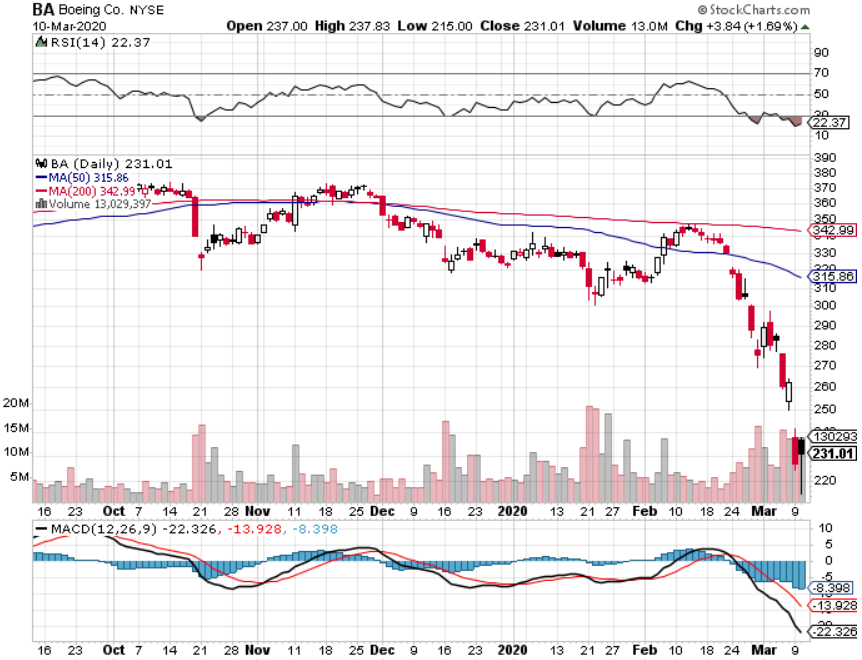 BA Boeing Co. NYSE © StockCharts.com
10-Mar-2020 Open 237.00 High 237.83 Low 215.00 Close 231.01 Volume 13.0M Chg +3.84 (+1.69%)
RSI(14) 22.37
90
70
50
30
22.37
10
BA (Daily) 231.01
MA(50) 315.86
MA(200) 342.99
Volume 13,029,397
390
380
370
360
350
342.99
330
320
315.86
310
300
290
280
270
260
250
240
130293
231.01
220
20M
15M
10M
5M
16 23 Oct 7 14 21 28 Nov 11 18 25 Dec 9 16 23 2020 13 21 27 Feb 10 18 24 Mar 9
MACD(12,26,9) -22.326, -13.928, -8.398
10
5
0
-5
-8.398
-13.928
-22.326
16 23 Oct 7 14 21 28 Nov 11 18 25 Dec 9 16 23 2020 13 21 27 Feb 10 18 24 Mar 9